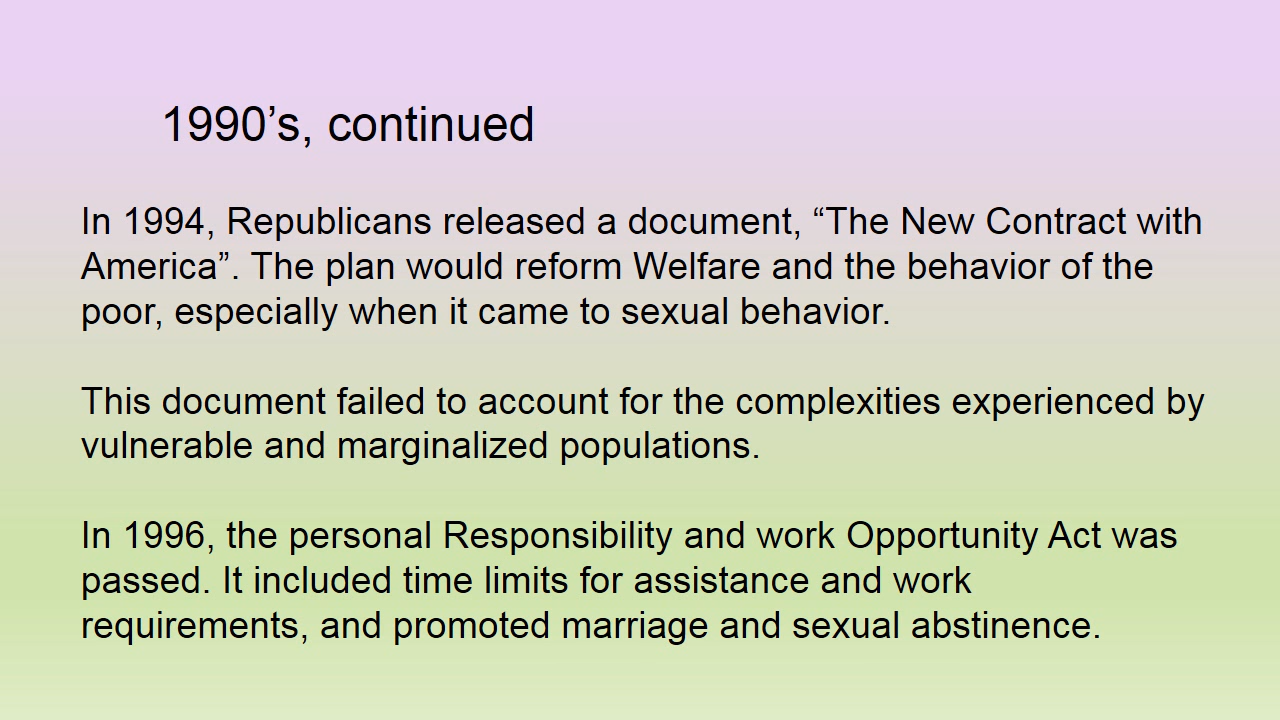 1990’s, continued
In 1994, Republicans released a document, “The New Contract with
America”. The plan would reform Welfare and the behavior of the
poor, especially when it came to sexual behavior.
This document failed to account for the complexities experienced by
vulnerable and marginalized populations.
In 1996, the personal Responsibility and work Opportunity Act was
passed. It included time limits for assistance and work
requirements, and promoted marriage and sexual abstinence.